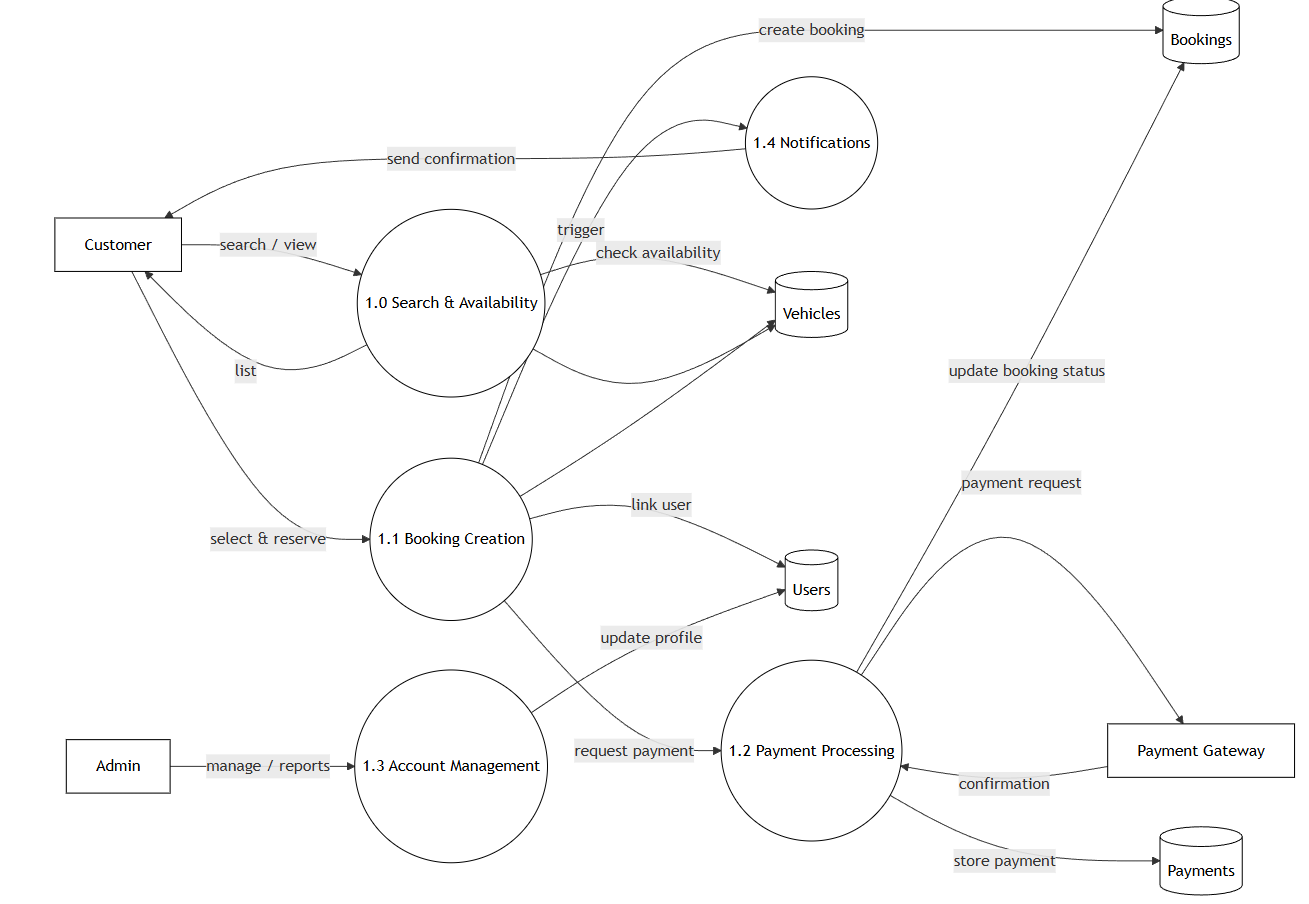 create booking
Bookings
1.4 Notifications
send confirmation
trigger
Customer
search / view
check availability
1.0 Search & Availability
Vehicles
list
update booking status
payment request
link user
select & reserve
1.1 Booking Creation
Users
update profile
request payment
1.2 Payment Processing
Payment Gateway
Admin
manage / reports
1.3 Account Management
confirmation
store payment
Payments